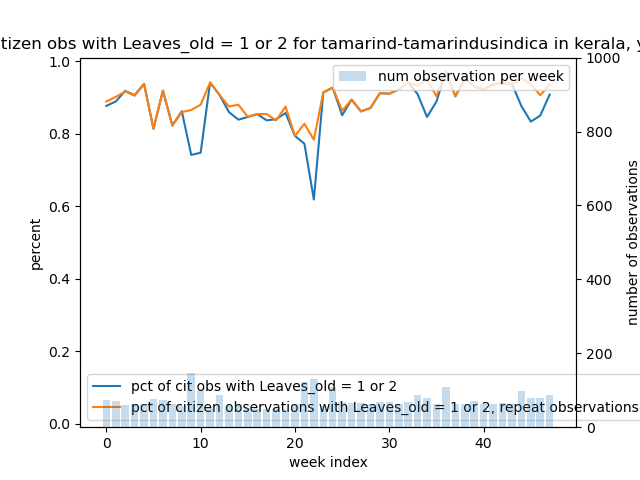 tizen obs with Leaves_old = 1 or 2 for tamarind-tamarindusindica in kerala, y
num observation per week
1.0
0.8
0.6
0.4
0.2
0.0
percent
1000
800
600
400
200
0
number of observations
pct of cit obs with Leaves_old = 1 or 2
pct of citizen observations with Leaves_old = 1 or 2, repeat observations
0
10
20
30
40
week index